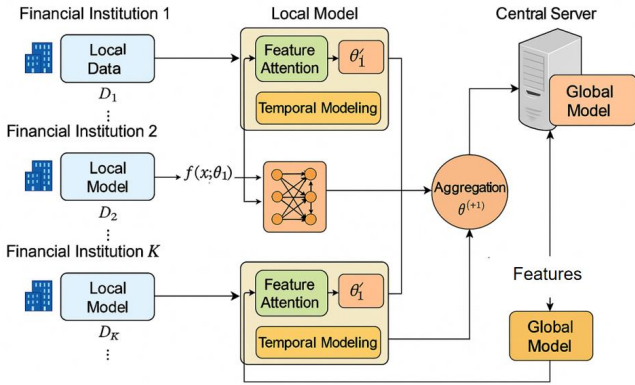 Financial Institution 1
Local Model
Central Server
Local
Data
D₁
⋮
Feature
Attention
θ′₁
Temporal Modeling
Global
Model
Financial Institution 2
Local
Model
D₂
⋮
f(x;θ₁)
Aggregation
θ⁽⁺¹⁾
Financial Institution K
Local
Model
D_K
⋮
Feature
Attention
θ′₁
Temporal Modeling
Features
Global
Model